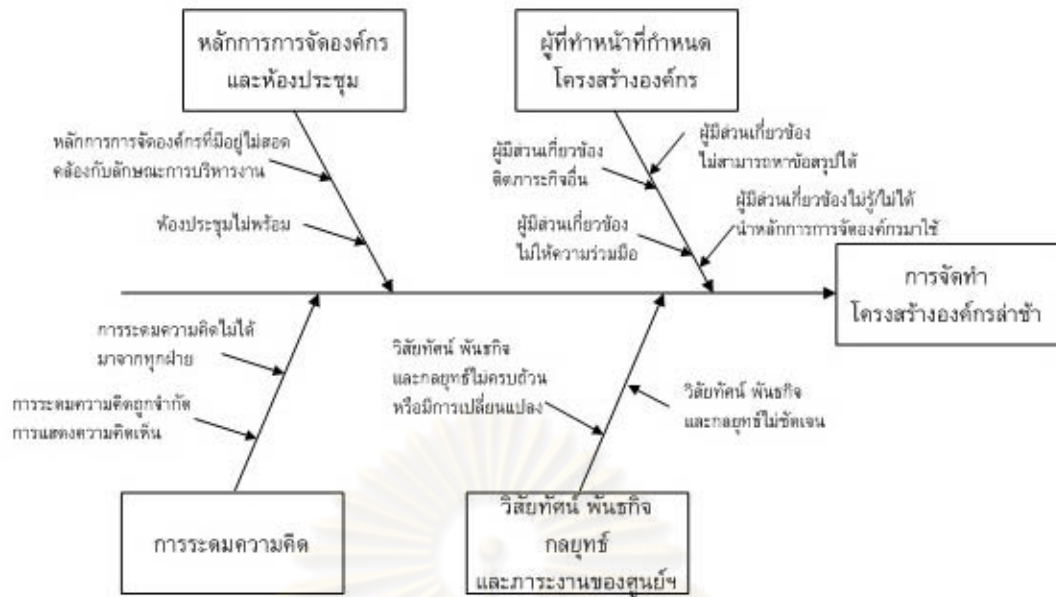 หลักการการจัดองค์กร
และห้องประชุม
ผู้ที่ทำหน้าที่กำหนด
โครงสร้างองค์กร
หลักการการจัดองค์กรที่มีอยู่ไม่สอด
คล้องกับลักษณะการบริหารงาน
ห้องประชุมไม่พร้อม
ผู้มีส่วนเกี่ยวข้อง
ติดภาระกิจอื่น
ผู้มีส่วนเกี่ยวข้อง
ไม่สามารถหาข้อสรุปได้
ผู้มีส่วนเกี่ยวข้อง
ไม่ให้ความร่วมมือ
ผู้มีส่วนเกี่ยวข้องไม่รู้/ไม่ได้
นำหลักการการจัดองค์กรมาใช้
การจัดทำ
โครงสร้างองค์กรล่าช้า
การระดมความคิดไม่ได้
มาจากทุกฝ่าย
การระดมความคิดถูกจำกัด
การแสดงความคิดเห็น
วิสัยทัศน์ พันธกิจ
และกลยุทธ์ไม่ครบถ้วน
หรือมีการเปลี่ยนแปลง
วิสัยทัศน์ พันธกิจ
และกลยุทธ์ไม่ชัดเจน
การระดมความคิด
วิสัยทัศน์ พันธกิจ
กลยุทธ์
และภาระงานของศูนย์ฯ